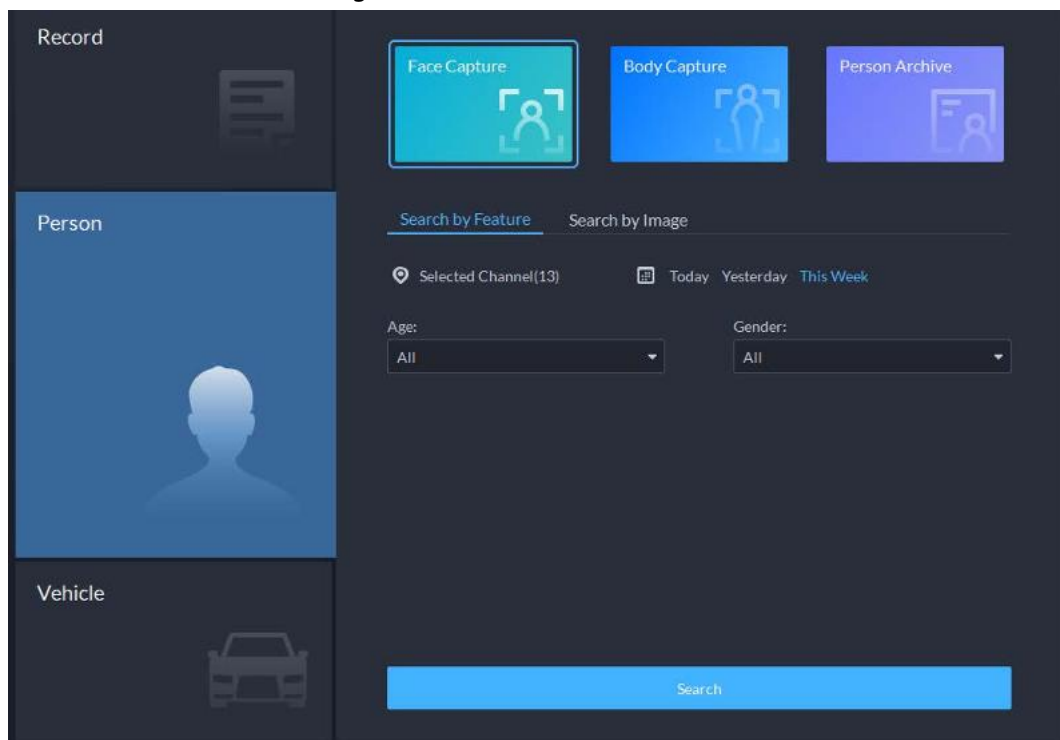 Record
Face Capture
Body Capture
Person Archive
Person
Search by Feature
Search by Image
Selected Channel(13)
Today Yesterday This Week
Age:
Gender:
All
All
Vehicle
Search